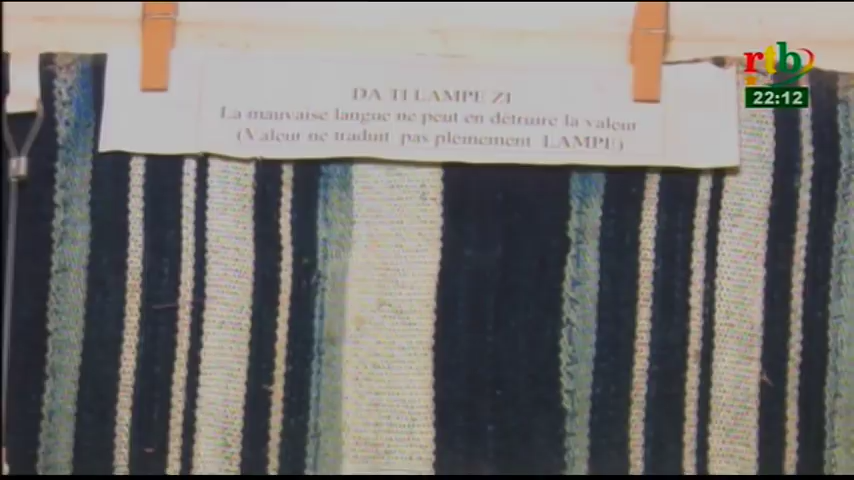 DA TI LAMPE ZI
La mauvaise langue ne peut en détruire la valeur
(Valeur ne traduit pas pleinement LAMPE)
rtb
22:12